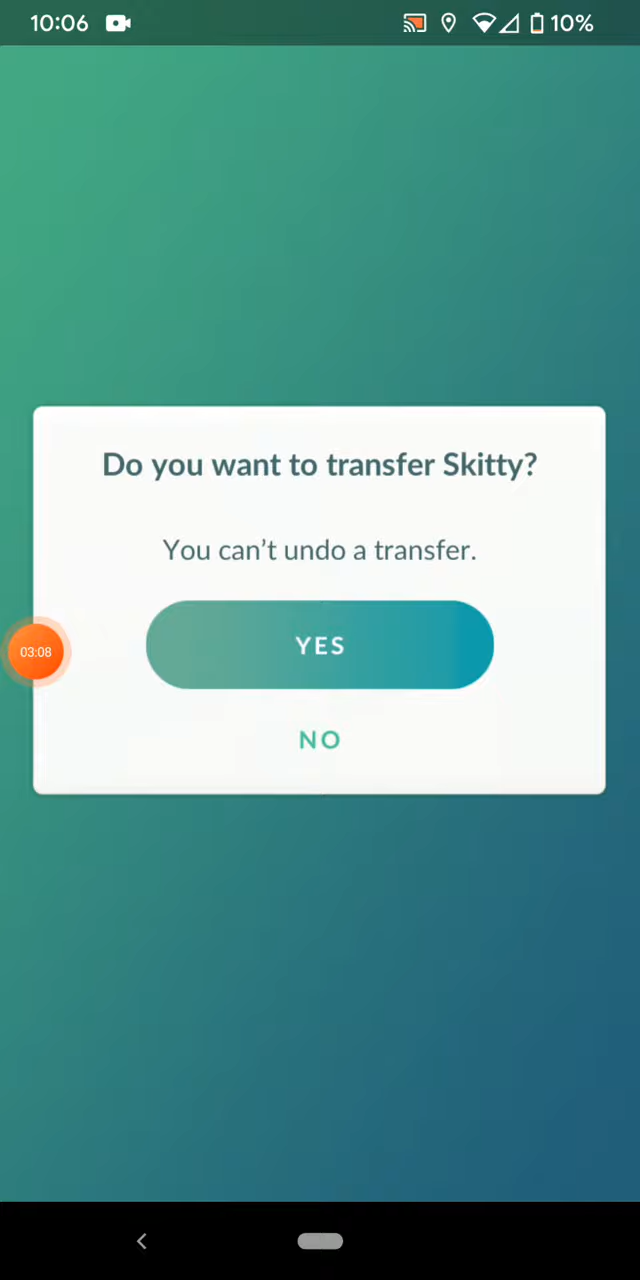 10:06
10%
Do you want to transfer Skitty?
You can’t undo a transfer.
YES
03:08
NO